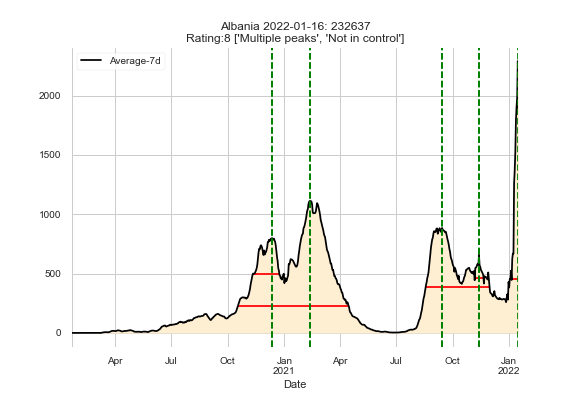 Albania 2022-01-16: 232637
Rating:8 ['Multiple peaks', 'Not in control']
Average-7d
2000
1500
1000
500
0
Apr
Jul
Oct
Jan
2021
Apr
Jul
Oct
Jan
2022
Date